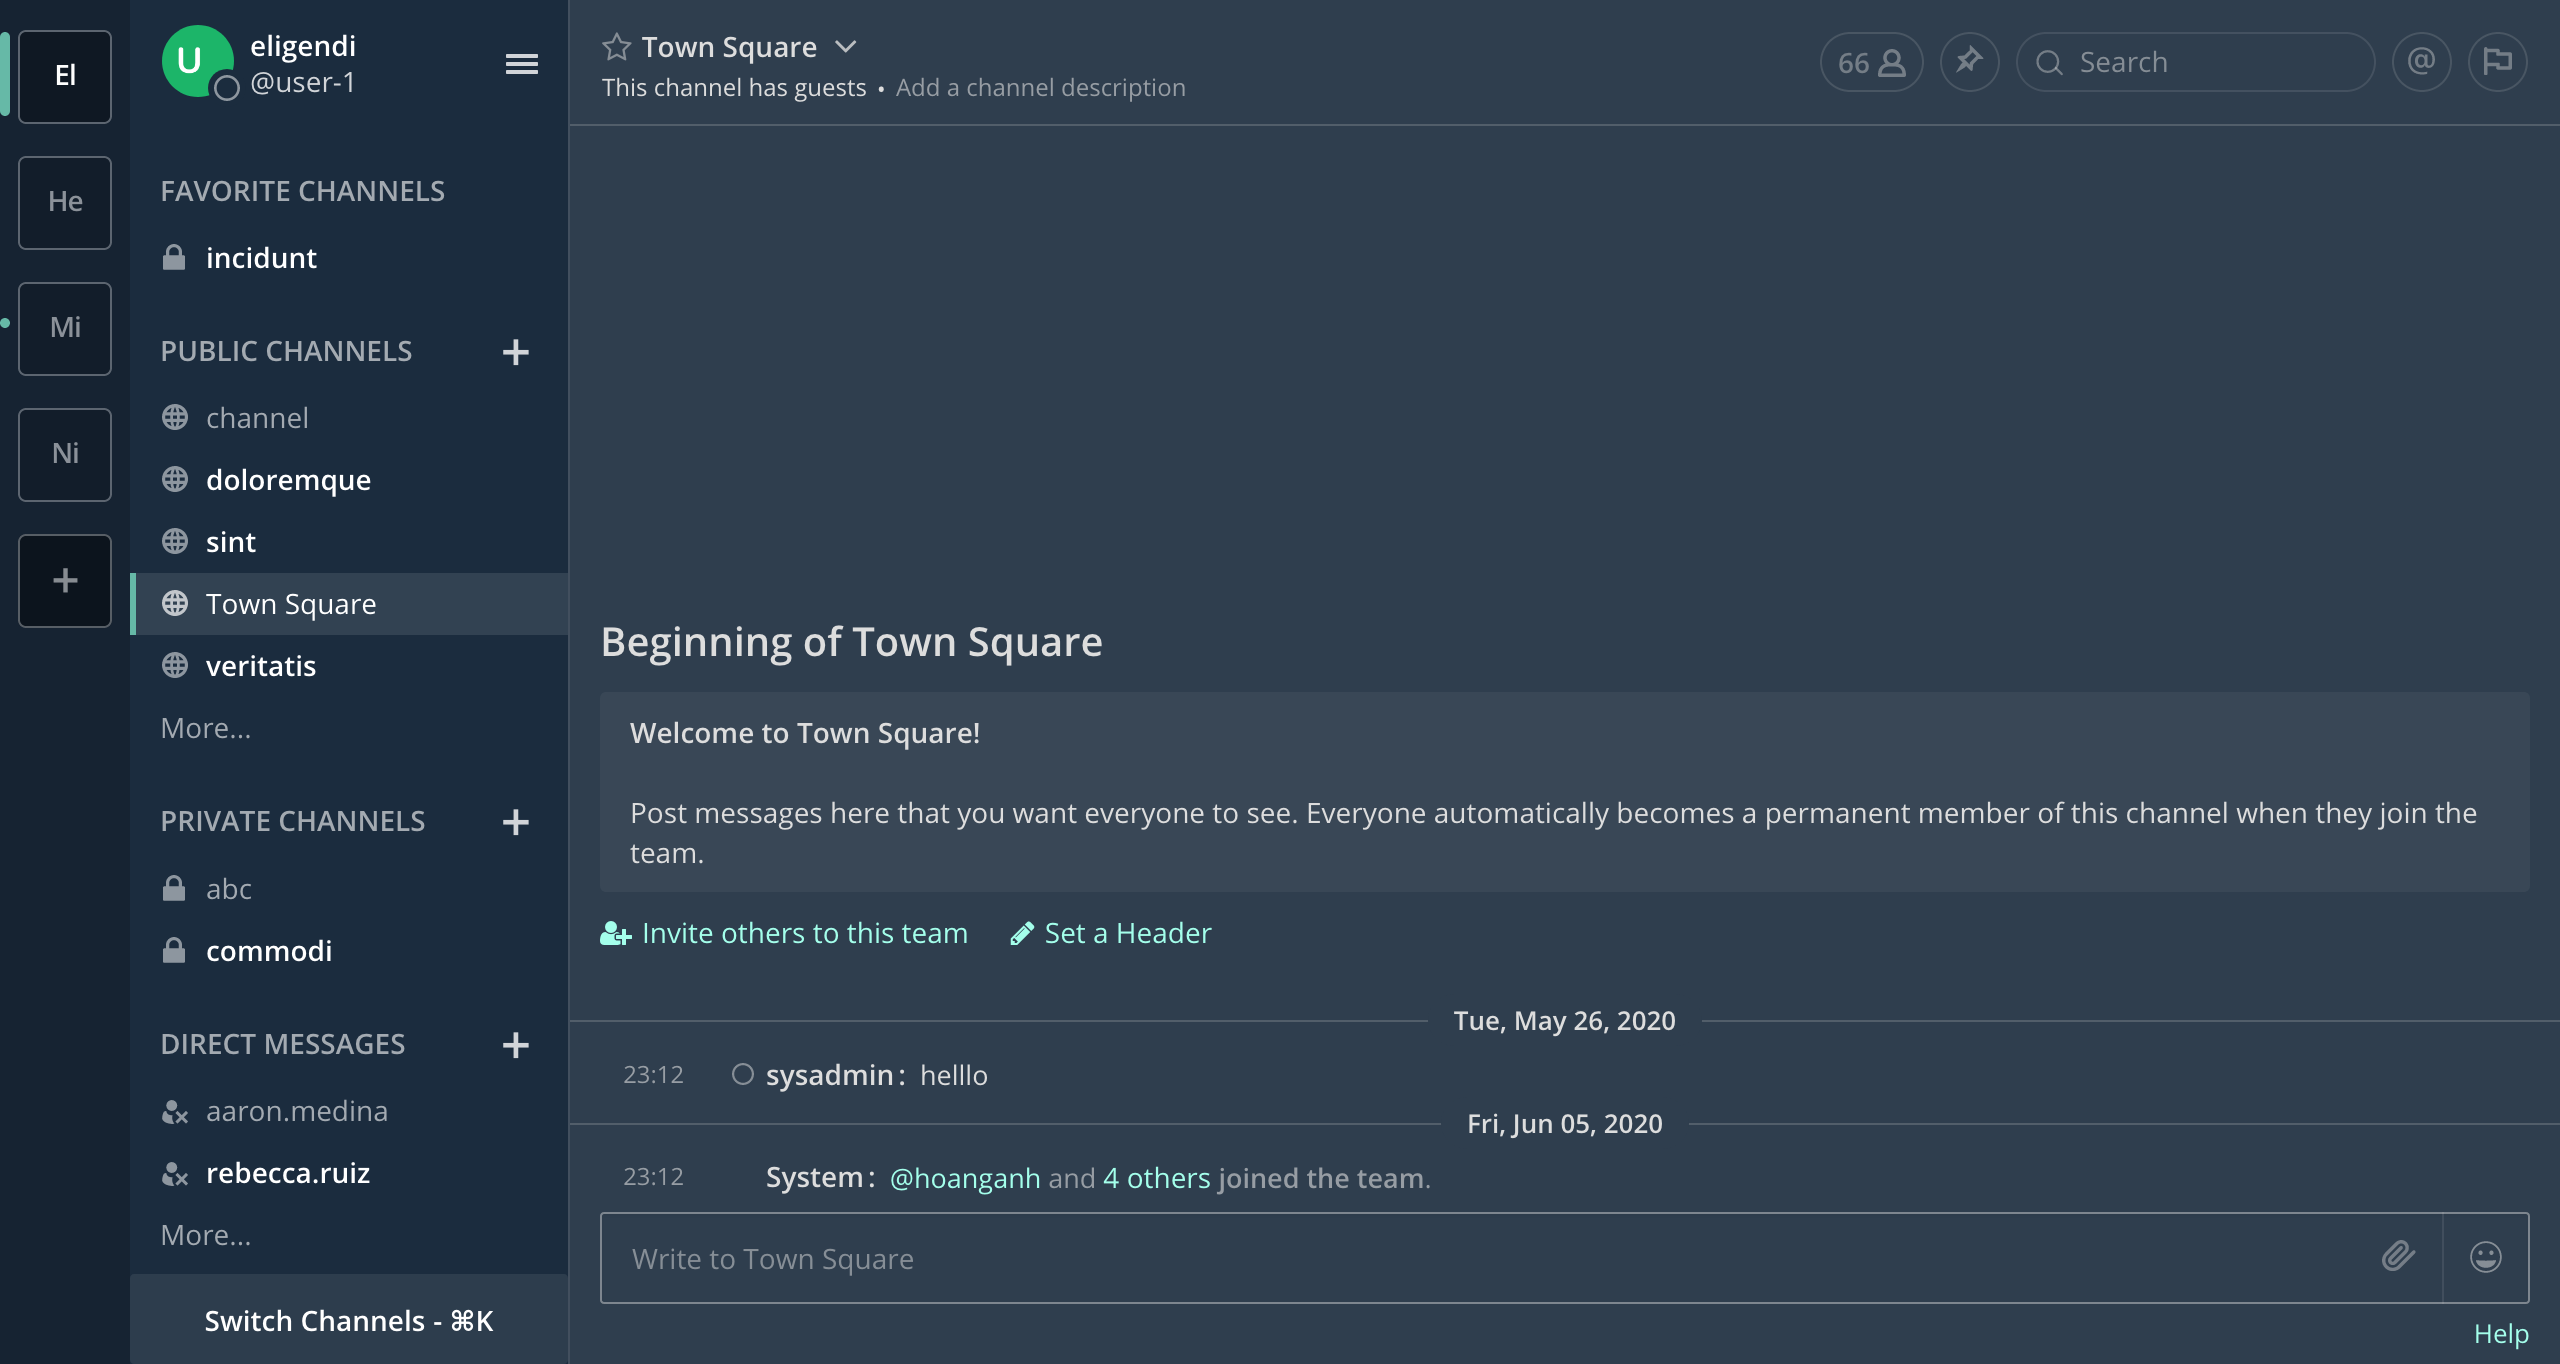 El
He
Mi
Ni
+
U
eligendi
@user-1
FAVORITE CHANNELS
incidunt
PUBLIC CHANNELS +
channel
doloremque
sint
Town Square
veritatis
More...
PRIVATE CHANNELS +
abc
commodi
DIRECT MESSAGES +
aaron.medina
rebecca.ruiz
More...
Switch Channels - ⌘K
Town Square
This channel has guests • Add a channel description
66
Search
@
Beginning of Town Square
Welcome to Town Square!
Post messages here that you want everyone to see. Everyone automatically becomes a permanent member of this channel when they join the
team.
Invite others to this team
Set a Header
Tue, May 26, 2020
23:12 sysadmin: helllo
Fri, Jun 05, 2020
23:12 System: @hoanganh and 4 others joined the team.
Write to Town Square
Help